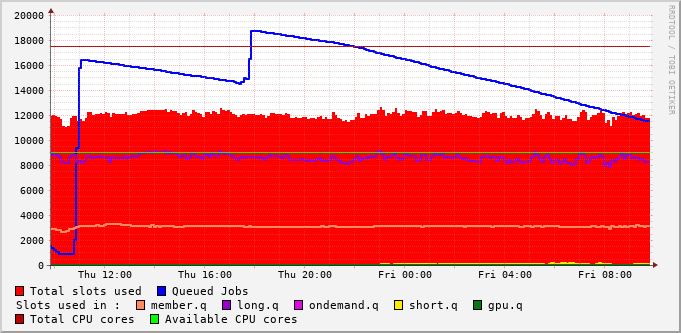 20000
18000
16000
14000
12000
10000
8000
6000
4000
2000
0
Thu 12:00 Thu 16:00 Thu 20:00 Fri 00:00 Fri 04:00 Fri 08:00
RRDTOOL / TOBI OETIKER
Total slots used Queued Jobs
Slots used in : member.q long.q ondemand.q short.q gpu.q
Total CPU cores Available CPU cores